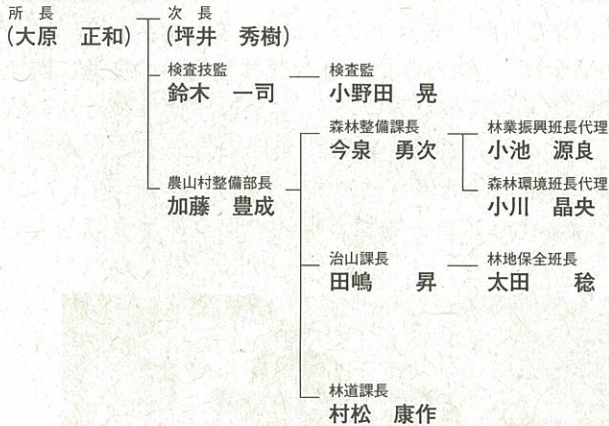 所　長
(大原　正和)
次　長
(坪井　秀樹)
検査技監
鈴木　一司
検査監
小野田　晃
農山村整備部長
加藤　豊成
森林整備課長
今泉　勇次
林業振興班長代理
小池　源良
森林環境班長代理
小川　晶央
治山課長
田嶋　　昇
林地保全班長
太田　　稔
林道課長
村松　康作